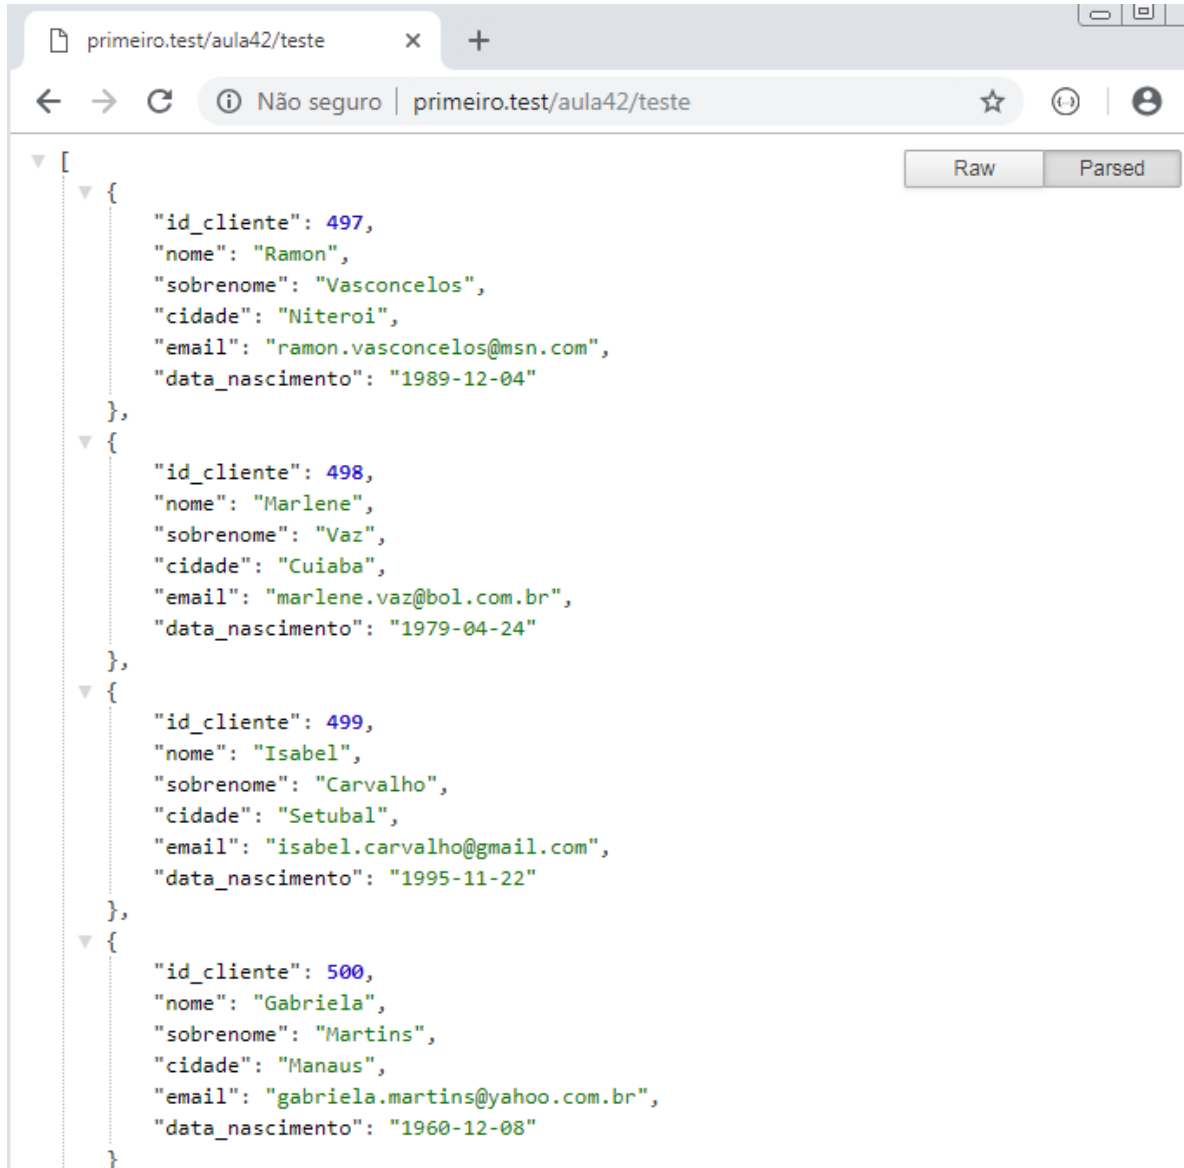 primeiro.test/aula42/teste
Não seguro | primeiro.test/aula42/teste
Raw Parsed
[
{
"id_cliente": 497,
"nome": "Ramon",
"sobrenome": "Vasconcelos",
"cidade": "Niteroi",
"email": "ramon.vasconcelos@msn.com",
"data_nascimento": "1989-12-04"
},
{
"id_cliente": 498,
"nome": "Marlene",
"sobrenome": "Vaz",
"cidade": "Cuiaba",
"email": "marlene.vaz@bol.com.br",
"data_nascimento": "1979-04-24"
},
{
"id_cliente": 499,
"nome": "Isabel",
"sobrenome": "Carvalho",
"cidade": "Setubal",
"email": "isabel.carvalho@gmail.com",
"data_nascimento": "1995-11-22"
},
{
"id_cliente": 500,
"nome": "Gabriela",
"sobrenome": "Martins",
"cidade": "Manaus",
"email": "gabriela.martins@yahoo.com.br",
"data_nascimento": "1960-12-08"
}